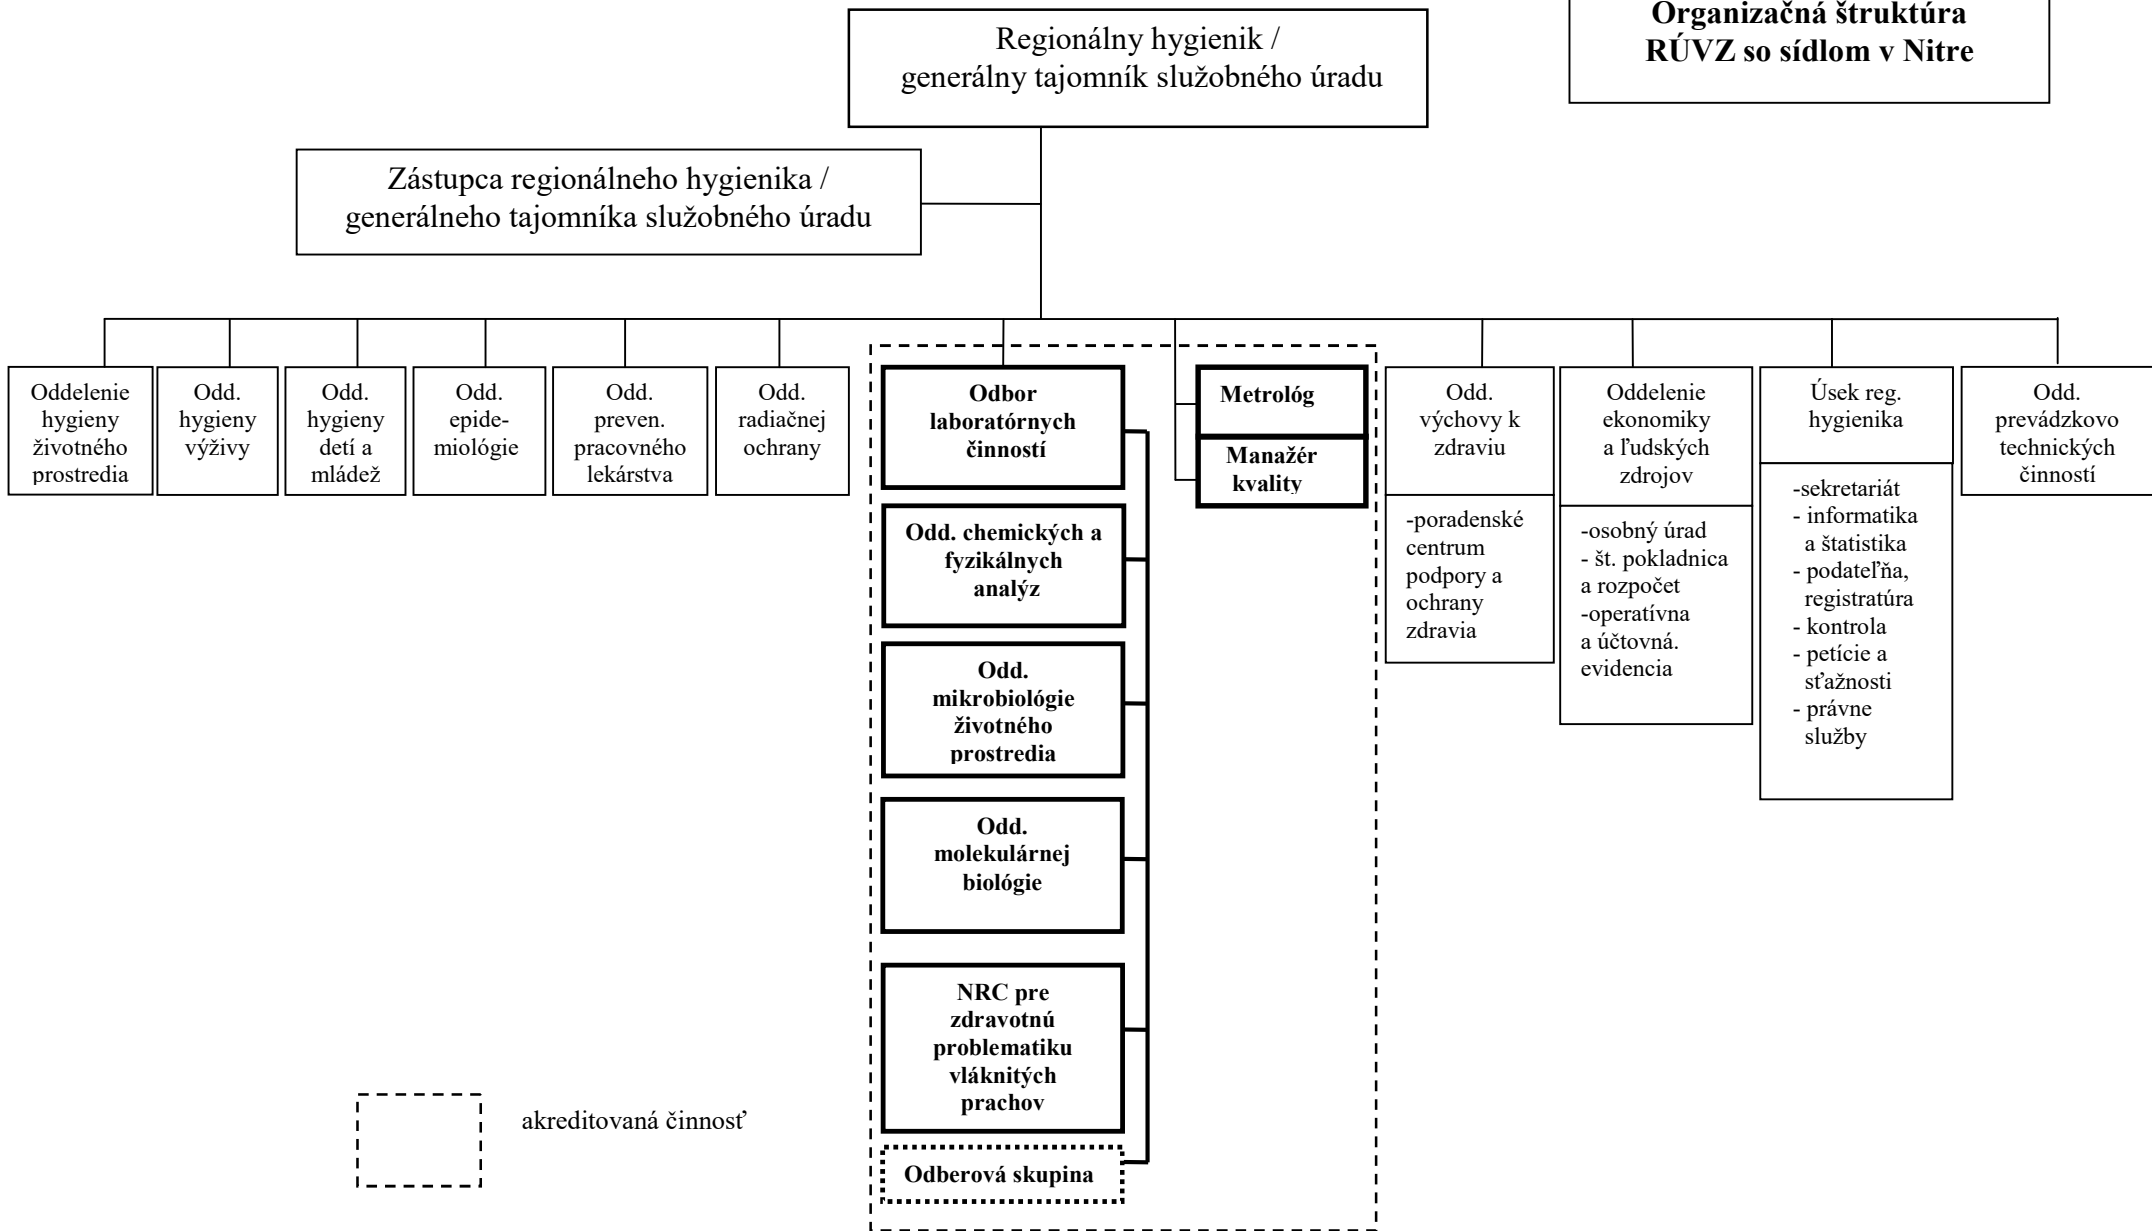 Organizačná štruktúra
RÚVZ so sídlom v Nitre
Regionálny hygienik /
generálny tajomník služobného úradu
Zástupca regionálneho hygienika /
generálneho tajomníka služobného úradu
Oddelenie
hygieny
životného
prostredia
Odd.
hygieny
výživy
Odd.
hygieny
detí a
mládež
Odd.
epide-
miológie
Odd.
preven.
pracovného
lekárstva
Odd.
radiačnej
ochrany
Odbor
laboratórnych
činností
Odd. chemických a
fyzikálnych
analýz
Odd.
mikrobiológie
životného
prostredia
Odd.
molekulárnej
biológie
NRC pre
zdravotnú
problematiku
vláknitých
prachov
Odberová skupina
Metrológ
Manažér
kvality
Odd.
výchovy k
zdraviu
-poradenské
centrum
podpory a
ochrany
zdravia
Oddelenie
ekonomiky
a ľudských
zdrojov
-osobný úrad
- št. pokladnica
a rozpočet
-operatívna
a účtovná.
evidencia
Úsek reg.
hygienika
-sekretariát
- informatika
a štatistika
- podateľňa,
registratúra
- kontrola
- petície a
sťažnosti
- právne
služby
Odd.
prevádzkovo
technických
činností
akreditovaná činnosť